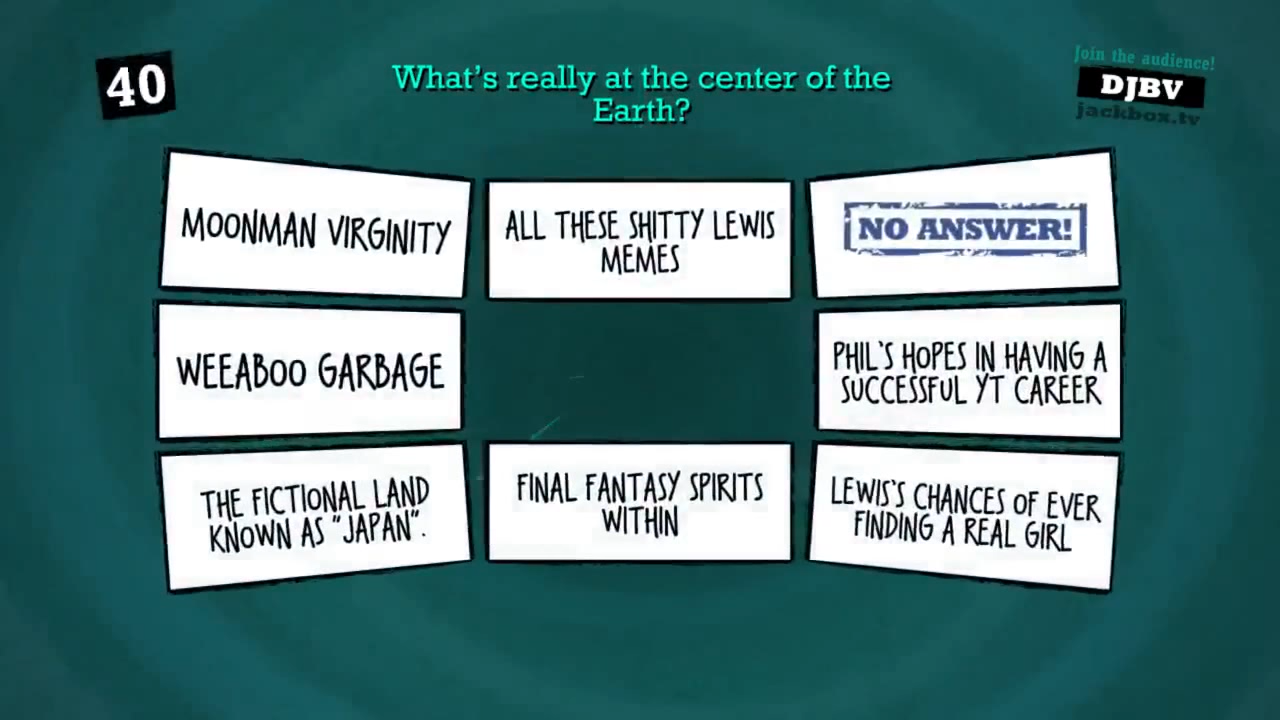 40
What's really at the center of the
Earth?
Join the audience!
DJBV
jackbox.tv
MOONMAN VIRGINITY
ALL THESE SHITTY LEWIS
MEMES
NO ANSWER!
WEEABOO GARBAGE
PHIL'S HOPES IN HAVING A
SUCCESSFUL YT CAREER
THE FICTIONAL LAND
KNOWN AS "JAPAN".
FINAL FANTASY SPIRITS
WITHIN
LEWIS'S CHANCES OF EVER
FINDING A REAL GIRL